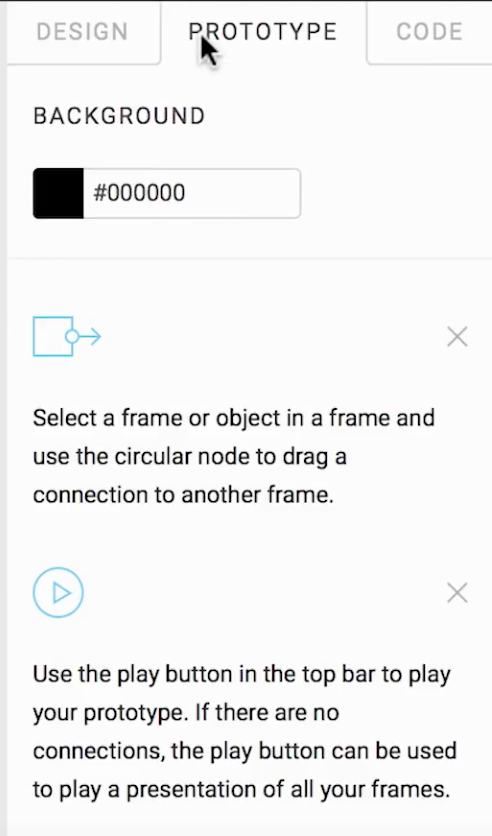 DESIGN PROTOTYPE CODE
BACKGROUND
#000000
Select a frame or object in a frame and
use the circular node to drag a
connection to another frame.
Use the play button in the top bar to play
your prototype. If there are no
connections, the play button can be used
to play a presentation of all your frames.